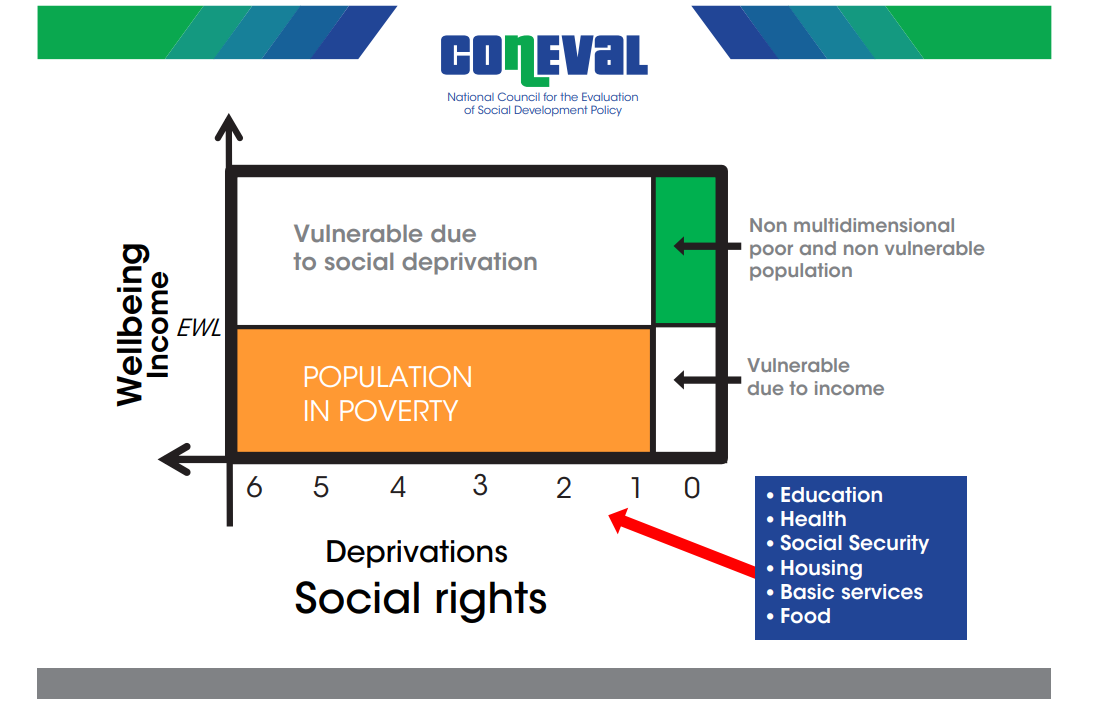 CONEVAL
National Council for the Evaluation
of Social Development Policy
Vulnerable due
to social deprivation
Non multidimensional
poor and non vulnerable
population
Wellbeing
Income
EWL
POPULATION
IN POVERTY
Vulnerable
due to income
6 5 4 3 2 1 0
• Education
• Health
• Social Security
• Housing
• Basic services
• Food
Deprivations
Social rights